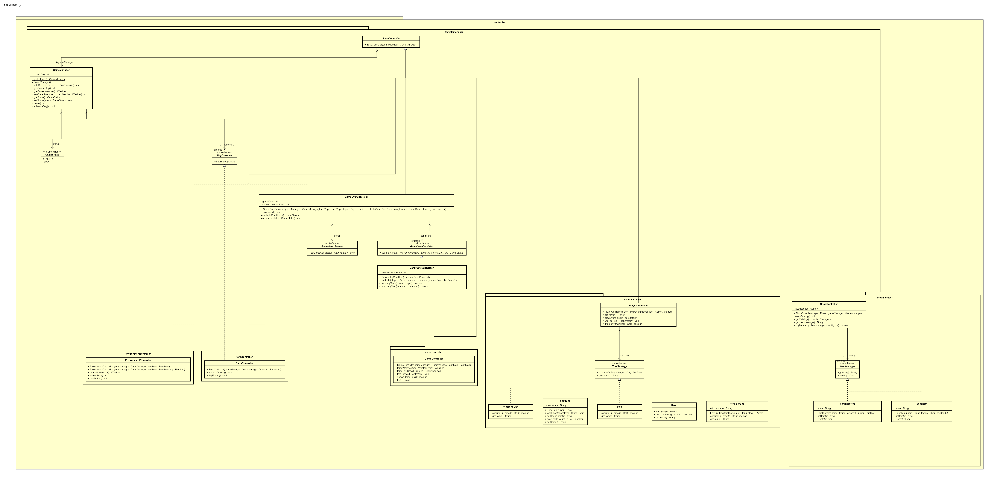 pkg controller
controller
lifecyclemanager
BaseController
# BaseController(gameManager : GameManager)
# gameManager
GameManager
- currentDay : int
+ getInstance() : GameManager
- GameManager()
+ addObserver(observer : DayObserver) : void
+ getCurrentDay() : int
+ getCurrentWeather() : Weather
+ setCurrentWeather(currentWeather : Weather) : void
+ getStatus() : GameStatus
+ setStatus(status : GameStatus) : void
+ reset() : void
+ advanceDay() : void
- status
<<enumeration>>
GameStatus
RUNNING
LOST
- observers
*
{ordered}
<<interface>>
DayObserver
+ dayEnded() : void
GameOverController
- graceDays : int
- consecutiveLostDays : int
+ GameOverController(gameManager : GameManager, farmMap : FarmMap, player : Player, conditions : List<GameOverCondition>, listener : GameOverListener, graceDays : int)
+ dayEnded() : void
- evaluateConditions() : GameStatus
- announce(status : GameStatus) : void
- listener
<<interface>>
GameOverListener
+ onGameOver(status : GameStatus) : void
- conditions
*
{ordered}
<<interface>>
GameOverCondition
+ evaluate(player : Player, farmMap : FarmMap, currentDay : int) : GameStatus
BankruptcyCondition
- cheapestSeedPrice : int
+ BankruptcyCondition(cheapestSeedPrice : int)
+ evaluate(player : Player, farmMap : FarmMap, currentDay : int) : GameStatus
- ownsAnySeed(player : Player) : boolean
- hasLivingCrop(farmMap : FarmMap) : boolean
environmentcontroller
EnvironmentController
+ EnvironmentController(gameManager : GameManager, farmMap : FarmMap)
+ EnvironmentController(gameManager : GameManager, farmMap : FarmMap, rng : Random)
+ generateWeather() : Weather
+ spawnPest() : void
+ dayEnded() : void
farmcontroller
FarmController
+ FarmController(gameManager : GameManager, farmMap : FarmMap)
+ processGrowth() : void
+ dayEnded() : void
democontroller
DemoController
+ DemoController(gameManager : GameManager, farmMap : FarmMap)
+ forceWeather(type : WeatherType) : Weather
+ forceFastGrowthCrop(cell : Cell) : boolean
+ fastForwardGrowthMap() : void
+ spawnDemoPest() : boolean
+ tillAll() : void
actionmanager
PlayerController
+ PlayerController(player : Player, gameManager : GameManager)
+ getPlayer() : Player
+ getCurrentTool() : ToolStrategy
+ useTool(tool : ToolStrategy) : void
+ interactWithCell(cell : Cell) : boolean
- currentTool
<<interface>>
ToolStrategy
+ executeOnTarget(target : Cell) : boolean
+ getName() : String
WateringCan
+ executeOnTarget(c : Cell) : boolean
+ getName() : String
SeedBag
- seedName : String
+ SeedBag(player : Player)
+ loadSeed(seedName : String) : void
+ getSeedName() : String
+ executeOnTarget(c : Cell) : boolean
+ getName() : String
Hoe
+ executeOnTarget(c : Cell) : boolean
+ getName() : String
Hand
+ Hand(player : Player)
+ executeOnTarget(c : Cell) : boolean
+ getName() : String
FertilizerBag
- fertilizerName : String
+ FertilizerBag(fertilizerName : String, player : Player)
+ executeOnTarget(c : Cell) : boolean
+ getName() : String
shopmanager
ShopController
- lastMessage : String = ""
+ ShopController(player : Player, gameManager : GameManager)
- seedCatalog() : void
+ getCatalog() : List<ItemManager>
+ getLastMessage() : String
+ buyItem(entry : ItemManager, quantity : int) : boolean
- catalog
*
{ordered}
<<interface>>
ItemManager
+ getItem() : String
+ create() : Item
FertilizerItem
- name : String
+ FertilizerItem(name : String, factory : Supplier<Fertilizer>)
+ getItem() : String
+ create() : Item
SeedItem
- name : String
+ SeedItem(name : String, factory : Supplier<Seed>)
+ getItem() : String
+ create() : Item